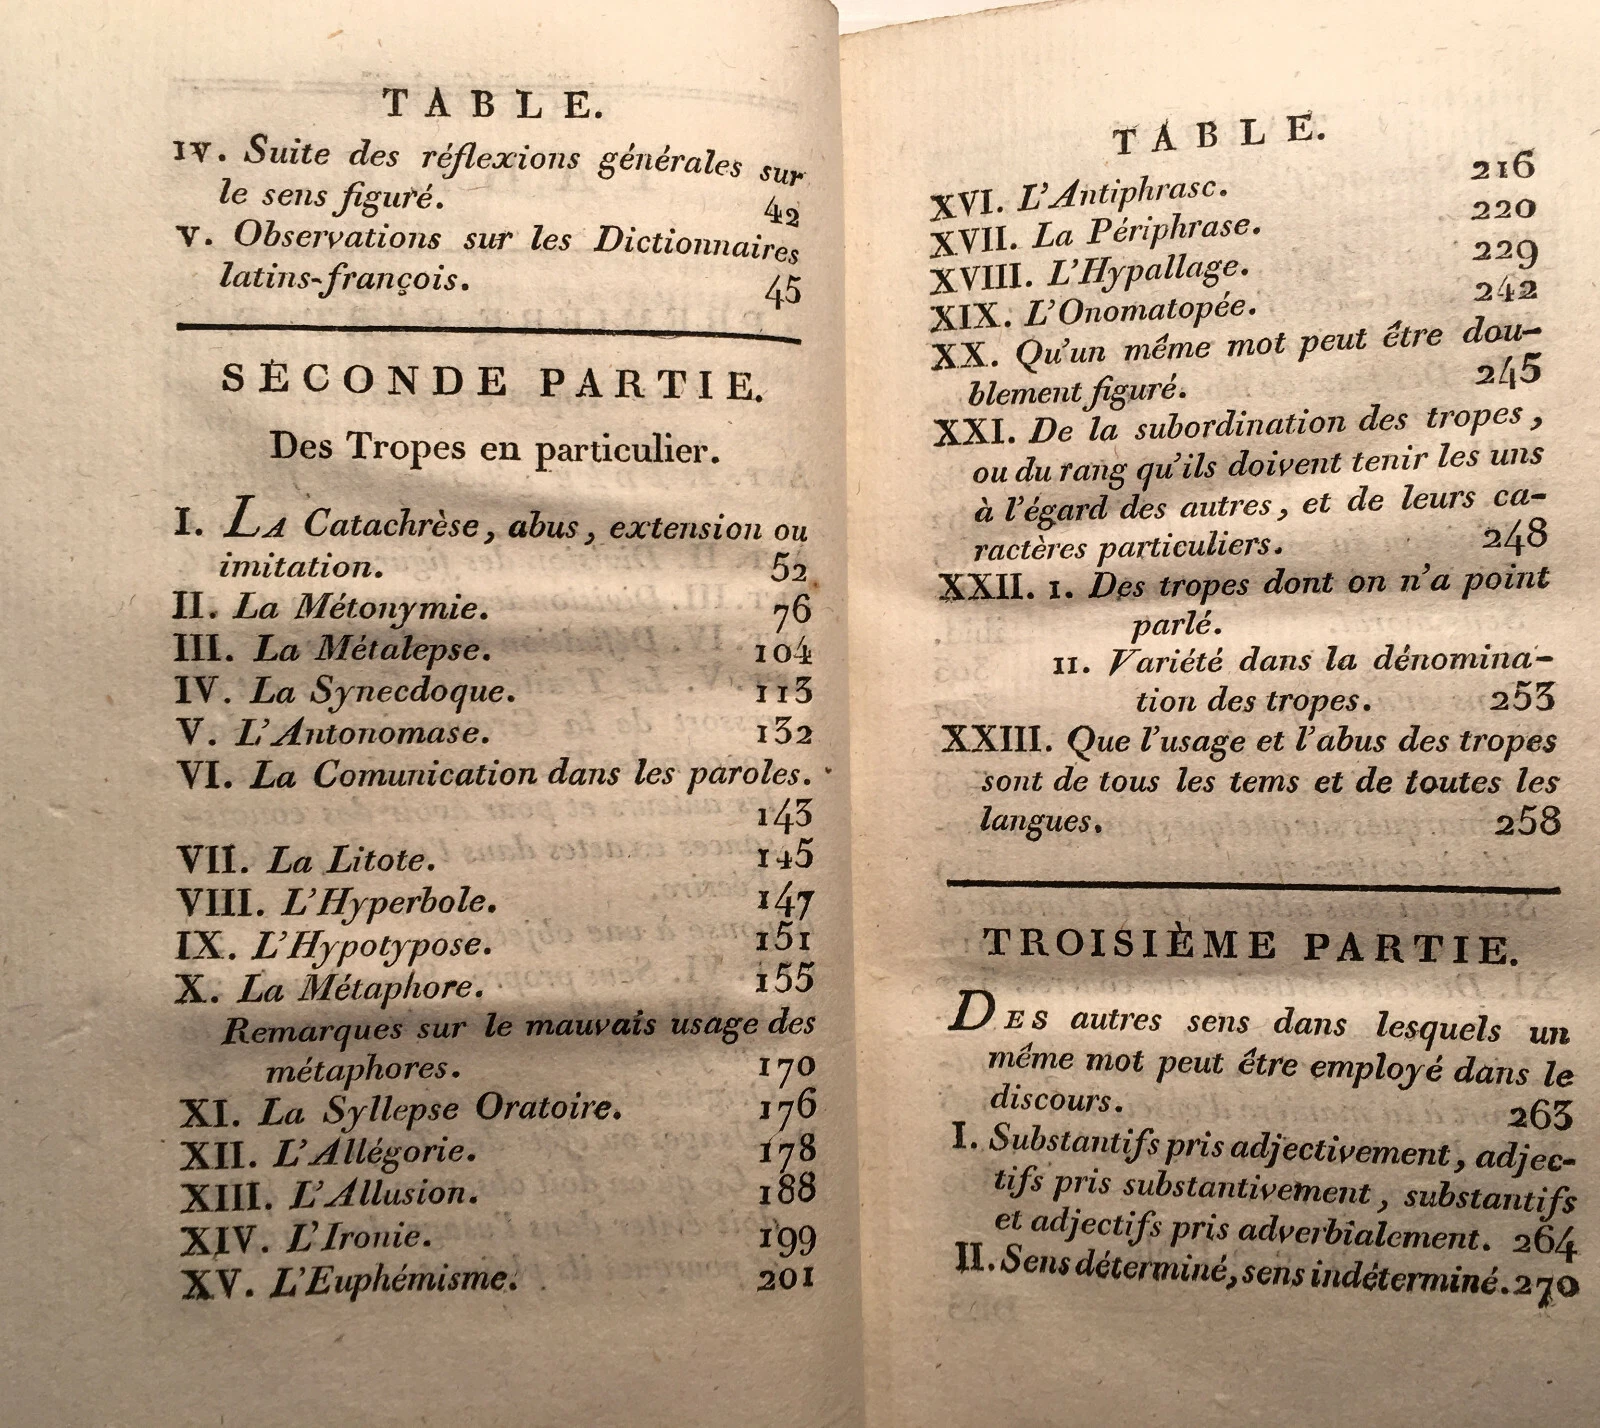 TABLE.
IV. Suite des réflexions générales sur
le sens figuré. 42
V. Observations sur les Dictionnaires
latins-françois. 45
SECONDE PARTIE.
Des Tropes en particulier.
I. LA Catachrèse, abus, extension ou
imitation. 52
II. La Métonymie. 76
III. La Métalepse. 104
IV. La Synecdoque. 113
V. L'Antonomase. 132
VI. La Comunication dans les paroles.
143
VII. La Litote. 145
VIII. L'Hyperbole. 147
IX. L'Hypotypose. 151
X. La Métaphore. 155
Remarques sur le mauvais usage des
métaphores. 170
XI. La Syllepse Oratoire. 176
XII. L'Allégorie. 178
XIII. L'Allusion. 188
XIV. L'Ironie. 199
XV. L'Euphémisme. 201
TABLE.
XVI. L'Antiphrase. 216
XVII. La Périphrase. 220
XVIII. L'Hypallage. 229
XIX. L'Onomatopée. 242
XX. Qu'un même mot peut être dou-
blement figuré. 245
XXI. De la subordination des tropes,
ou du rang qu'ils doivent tenir les uns
à l'égard des autres, et de leurs ca-
ractères particuliers. 248
XXII. I. Des tropes dont on n'a point
parlé.
II. Variété dans la dénomina-
tion des tropes. 253
XXIII. Que l'usage et l'abus des tropes
sont de tous les tems et de toutes les
langues. 258
TROISIÈME PARTIE.
DES autres sens dans lesquels un
même mot peut être employé dans le
discours. 263
I. Substantifs pris adjectivement, adjec-
tifs pris substantivement, substantifs
et adjectifs pris adverbialement. 264
II. Sens déterminé, sens indéterminé. 270